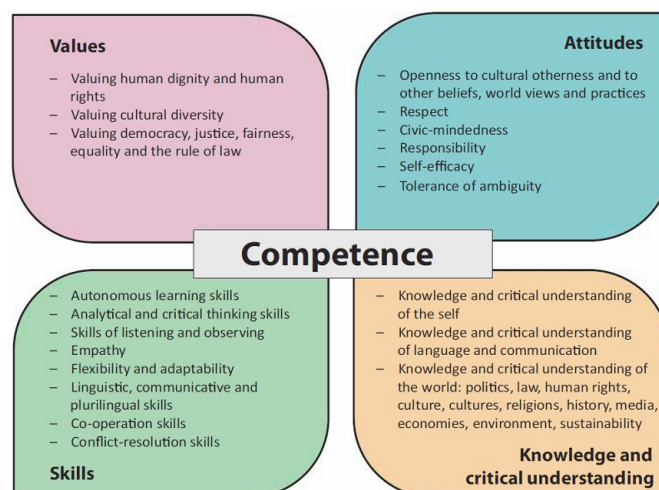 Values
– Valuing human dignity and human
rights
– Valuing cultural diversity
– Valuing democracy, justice, fairness,
equality and the rule of law
Attitudes
– Openness to cultural otherness and to
other beliefs, world views and practices
– Respect
– Civic-mindedness
– Responsibility
– Self-efficacy
– Tolerance of ambiguity
Competence
– Autonomous learning skills
– Analytical and critical thinking skills
– Skills of listening and observing
– Empathy
– Flexibility and adaptability
– Linguistic, communicative and
plurilingual skills
– Co-operation skills
– Conflict-resolution skills
Skills
– Knowledge and critical understanding
of the self
– Knowledge and critical understanding
of language and communication
– Knowledge and critical understanding of
the world: politics, law, human rights,
culture, cultures, religions, history, media,
economies, environment, sustainability
Knowledge and
critical understanding